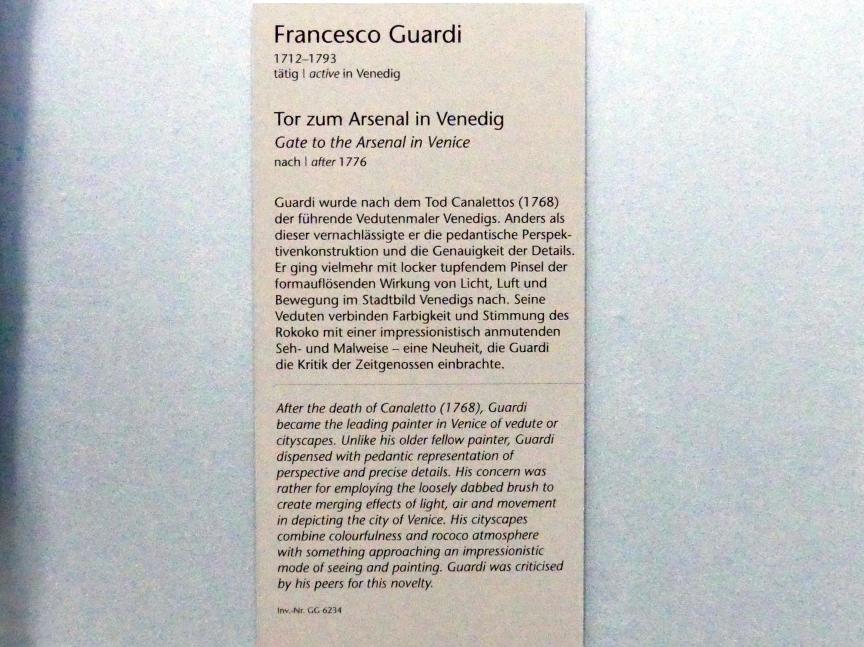 Francesco Guardi
1712–1793
tätig | active in Venedig
Tor zum Arsenal in Venedig
Gate to the Arsenal in Venice
nach | after 1776
Guardi wurde nach dem Tod Canalettos (1768)
der führende Vedutenmaler Venedigs. Anders als
dieser vernachlässigte er die pedantische Perspek-
tivenkonstruktion und die Genauigkeit der Details.
Er ging vielmehr mit locker tupfendem Pinsel der
formauflösenden Wirkung von Licht, Luft und
Bewegung im Stadtbild Venedigs nach. Seine
Veduten verbinden Farbigkeit und Stimmung des
Rokoko mit einer impressionistisch anmutenden
Seh- und Malweise – eine Neuheit, die Guardi
die Kritik der Zeitgenossen einbrachte.
After the death of Canaletto (1768), Guardi
became the leading painter in Venice of vedute or
cityscapes. Unlike his older fellow painter, Guardi
dispensed with pedantic representation of
perspective and precise details. His concern was
rather for employing the loosely dabbed brush to
create merging effects of light, air and movement
in depicting the city of Venice. His cityscapes
combine colourfulness and rococo atmosphere
with something approaching an impressionistic
mode of seeing and painting. Guardi was criticised
by his peers for this novelty.
Inv.-Nr. GG 6234